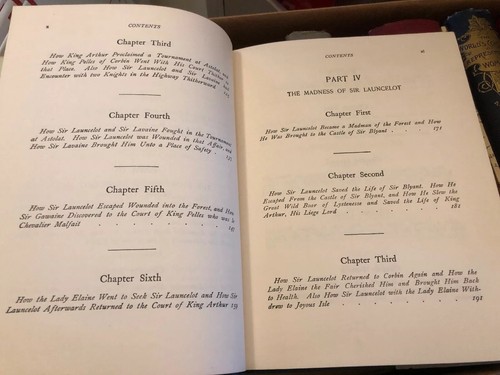 x
CONTENTS
Chapter Third
How King Arthur Proclaimed a Tournament at Astolat, and
How King Pelles of Corbin Went With His Court Thither to
that Place. Also How Sir Launcelot and Sir Lavaine had
Encounter with two Knights in the Highway Thitherward
Chapter Fourth
How Sir Launcelot and Sir Lavaine Fought in the Tournament
at Astolat. How Sir Launcelot was Wounded in that Affair, and
How Sir Lavaine Brought Him Unto a Place of Safety
Chapter Fifth
How Sir Launcelot Escaped Wounded into the Forest, and How
Sir Gawaine Discovered to the Court of King Pelles who was le
Chevalier Malfait . . . . . . . .
Chapter Sixth
How the Lady Elaine Went to Seek Sir Launcelot and How Sir
Launcelot Afterwards Returned to the Court of King Arthur 159
CONTENTS
xi
PART IV
THE MADNESS OF SIR LAUNCELOT
Chapter First
How Sir Launcelot Became a Madman of the Forest and How
He Was Brought to the Castle of Sir Blyant . . . . 171
Chapter Second
How Sir Launcelot Saved the Life of Sir Blyant. How He
Escaped From the Castle of Sir Blyant, and How He Slew the
Great Wild Boar of Lystenesse and Saved the Life of King
Arthur, His Liege Lord . . . . . . . 181
Chapter Third
How Sir Launcelot Returned to Corbin Again and How the
Lady Elaine the Fair Cherished Him and Brought Him Back
to Health. Also How Sir Launcelot with the Lady Elaine With-
drew to Joyous Isle . . . . . . . 191